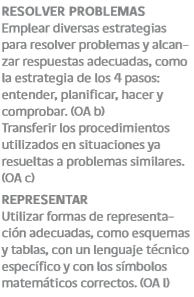 RESOLVER PROBLEMAS
Emplear diversas estrategias
para resolver problemas y alcan-
zar respuestas adecuadas, como
la estrategia de los 4 pasos:
entender, planificar, hacer y
comprobar. (OA b)
Transferir los procedimientos
utilizados en situaciones ya
resueltas a problemas similares.
(OA c)
REPRESENTAR
Utilizar formas de representa-
ción adecuadas, como esquemas
y tablas, con un lenguaje técnico
específico y con los símbolos
matemáticos correctos. (OA l)